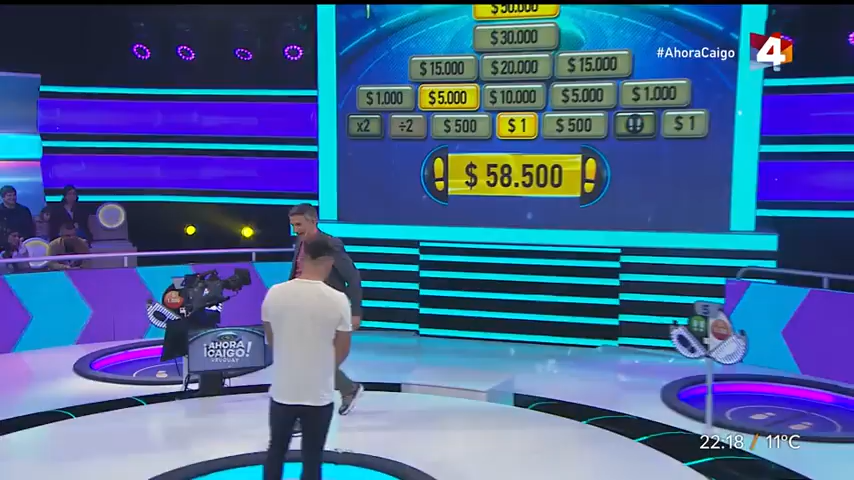 $ 50.000
$ 30.000
#AhoraCaigo
4
$ 15.000 $ 20.000 $ 15.000
$ 1.000 $ 5.000 $ 10.000 $ 5.000 $ 1.000
x2 ÷2 $ 500 $ 1 $ 500 $ 1
$ 58.500
¡AHORA
CAIGO!
URUGUAY
5
22:18 / 11°C